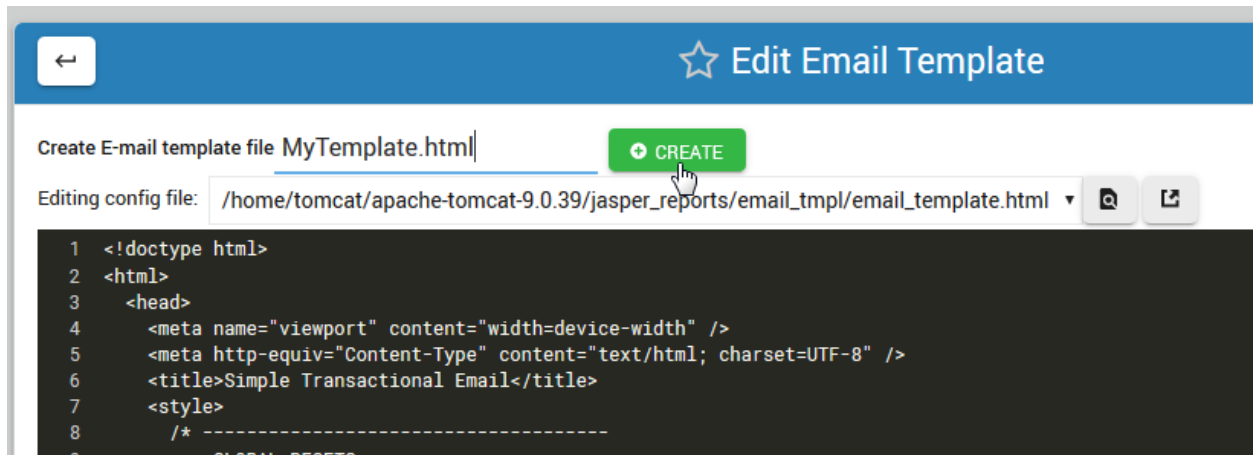 Edit Email Template
Create E-mail template file MyTemplate.html CREATE
Editing config file: /home/tomcat/apache-tomcat-9.0.39/jasper_reports/email_tmpl/email_template.html
1 <!doctype html>
2 <html>
3 <head>
4 <meta name="viewport" content="width=device-width" />
5 <meta http-equiv="Content-Type" content="text/html; charset=UTF-8" />
6 <title>Simple Transactional Email</title>
7 <style>
8 /* -------------------------------------